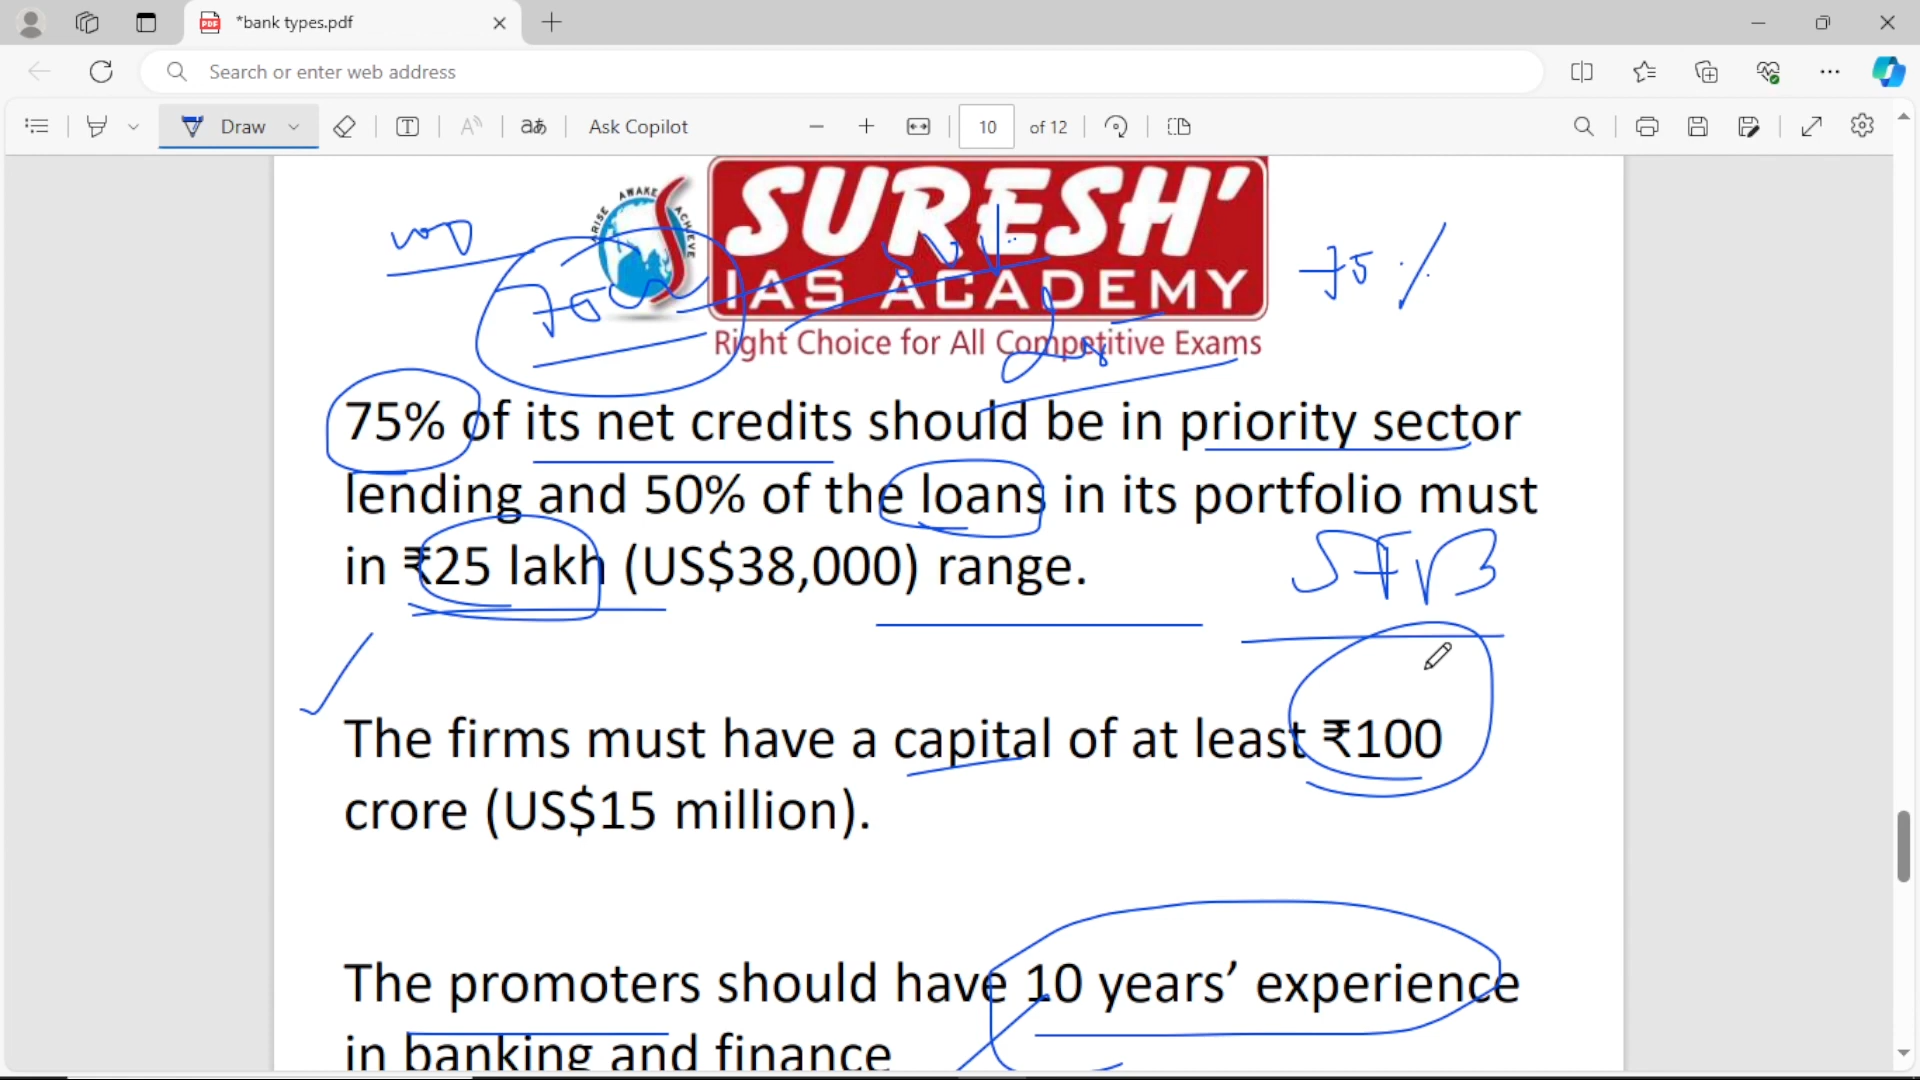 *bank types.pdf
Search or enter web address
Draw
Ask Copilot
10 of 12
ARISE AWAKE ACHIEVE
SURESH'
IAS ACADEMY
Right Choice for All Competitive Exams
75 %
75% of its net credits should be in priority sector
lending and 50% of the loans in its portfolio must
in ₹25 lakh (US$38,000) range.
The firms must have a capital of at least ₹100
crore (US$15 million).
The promoters should have 10 years’ experience
in banking and finance